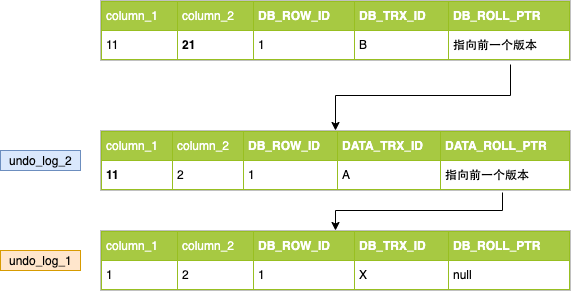 column_1 column_2 DB_ROW_ID DB_TRX_ID DB_ROLL_PTR
11 21 1 B 指向前一个版本
undo_log_2
column_1 column_2 DB_ROW_ID DATA_TRX_ID DATA_ROLL_PTR
11 2 1 A 指向前一个版本
undo_log_1
column_1 column_2 DB_ROW_ID DB_TRX_ID DB_ROLL_PTR
1 2 1 X null